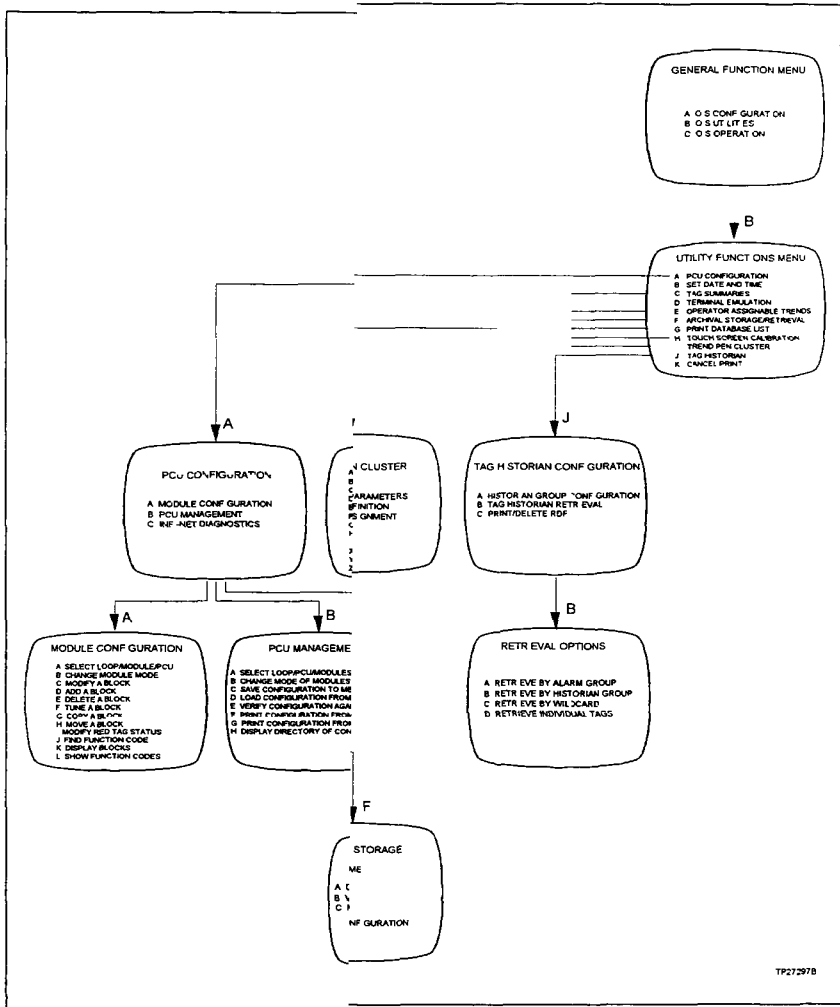 GENERAL FUNCTION MENU
A O S CONF GURAT ON
B O S UT LIT ES
C O S OPERAT ON
B
UTILITY FUNCT ONS MENU
A PCU CONFIGURATION
B SET DATE AND TIME
C TAG SUMMARIES
D TERMINAL EMULATION
E OPERATOR ASSIGNABLE TRENDS
F ARCHIVAL STORAGE/RETRIEVAL
G PRINT DATABASE LIST
H TOUCH SCREEN CALIBRATION
TREND PEN CLUSTER
J TAG HISTORIAN
K CANCEL PRINT
A
J
PCU CONFIGURATION
A MODULE CONF GURATION
B PCU MANAGEMENT
C INF -NET DIAGNOSTICS
N CLUSTER
A
B
C
D ARAMETERS
E FINITION
F S GNMENT
TAG H STORIAN CONF GURATION
A HISTOR AN GROUP CONF GURATION
B TAG HISTORIAN RETR EVAL
C PRINT/DELETE RDF
A
B
B
MODULE CONF GURATION
A SELECT LOOP/MODULE/PCU
B CHANGE MODULE MODE
C MODIFY A BLOCK
D ADD A BLOCK
E DELETE A BLOCK
F TUNE A BLOCK
G COPY A BLOCK
H MOVE A BLOCK
MODIFY RED TAG STATUS
J FIND FUNCTION CODE
K DISPLAY BLOCKS
L SHOW FUNCTION CODES
PCU MANAGEME
A SELECT LOOP/PCU/MODULES
B CHANGE MODE OF MODULES
C SAVE CONFIGURATION TO ME
D LOAD CONFIGURATION FROM
E VERIFY CONFIGURATION AGA
F PRINT CONFIGURATION FROM
G PRINT CONFIGURATION FROM
H DISPLAY DIRECTORY OF CON
RETR EVAL OPTIONS
A RETR EVE BY ALARM GROUP
B RETR EVE BY HISTORIAN GROUP
C RETR EVE BY WILDCARD
D RETRIEVE INDIVIDUAL TAGS
F
STORAGE
ME
A
B
C
NF GURATION
TP27297B